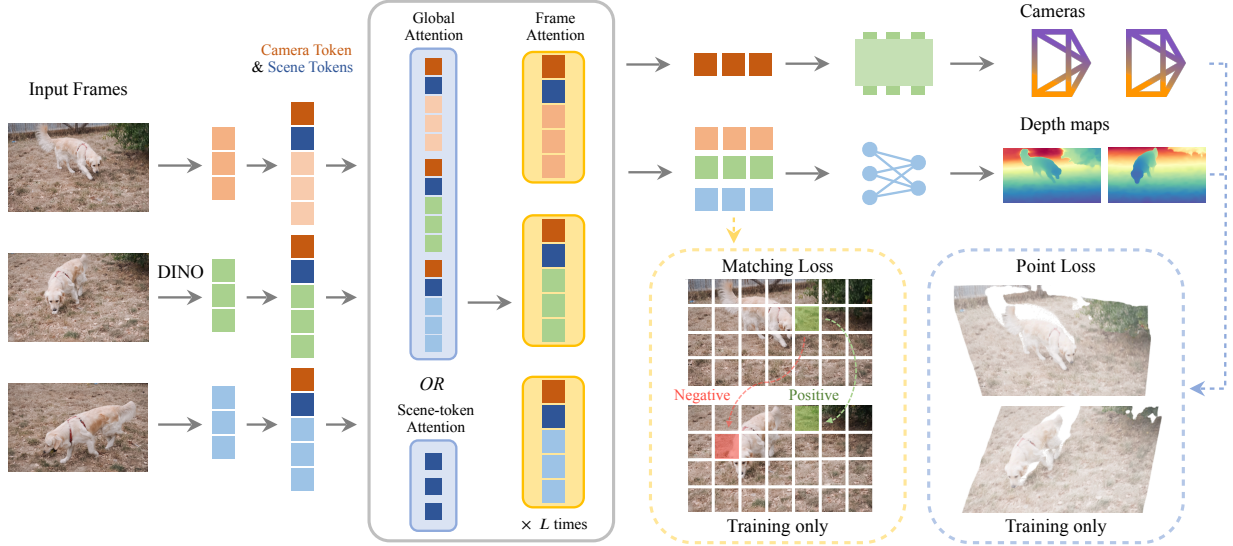 Input Frames
DINO
Camera Token
& Scene Tokens
Global
Attention
OR
Scene-token
Attention
Frame
Attention
× L times
Cameras
Depth maps
Matching Loss
Negative
Positive
Training only
Point Loss
Training only